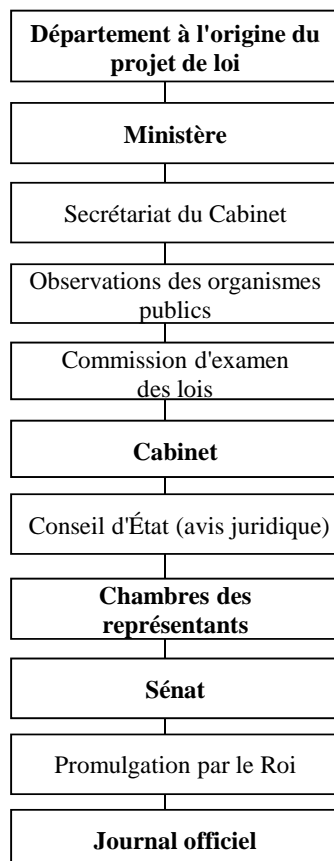 Département à l'origine du
projet de loi
Ministère
Secrétariat du Cabinet
Observations des organismes
publics
Commission d'examen
des lois
Cabinet
Conseil d'État (avis juridique)
Chambres des
représentants
Sénat
Promulgation par le Roi
Journal officiel